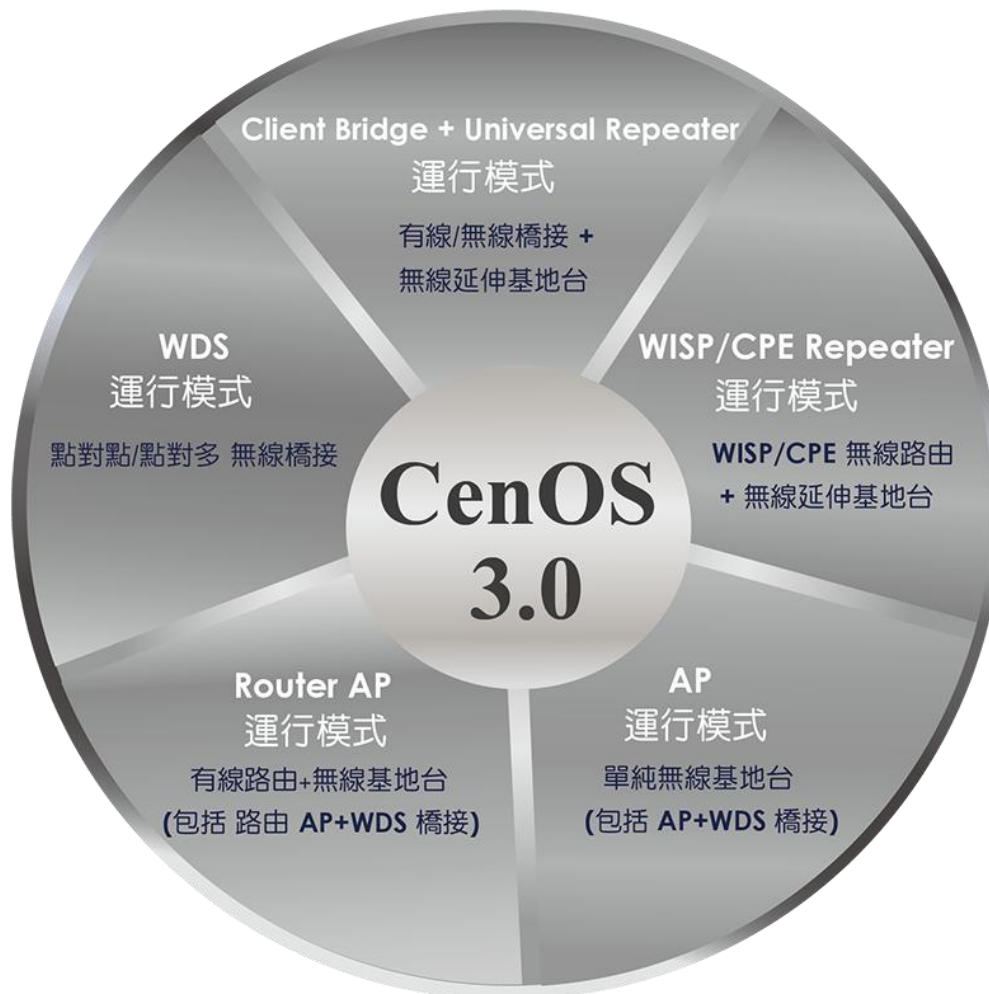 Client Bridge + Universal Repeater
運行模式
有線/無線橋接 +
無線延伸基地台
WISP/CPE Repeater
運行模式
WISP/CPE 無線路由
+ 無線延伸基地台
AP
運行模式
單純無線基地台
(包括 AP+WDS 橋接)
Router AP
運行模式
有線路由+無線基地台
(包括 路由 AP+WDS 橋接)
WDS
運行模式
點對點/點對多 無線橋接
CenOS
3.0